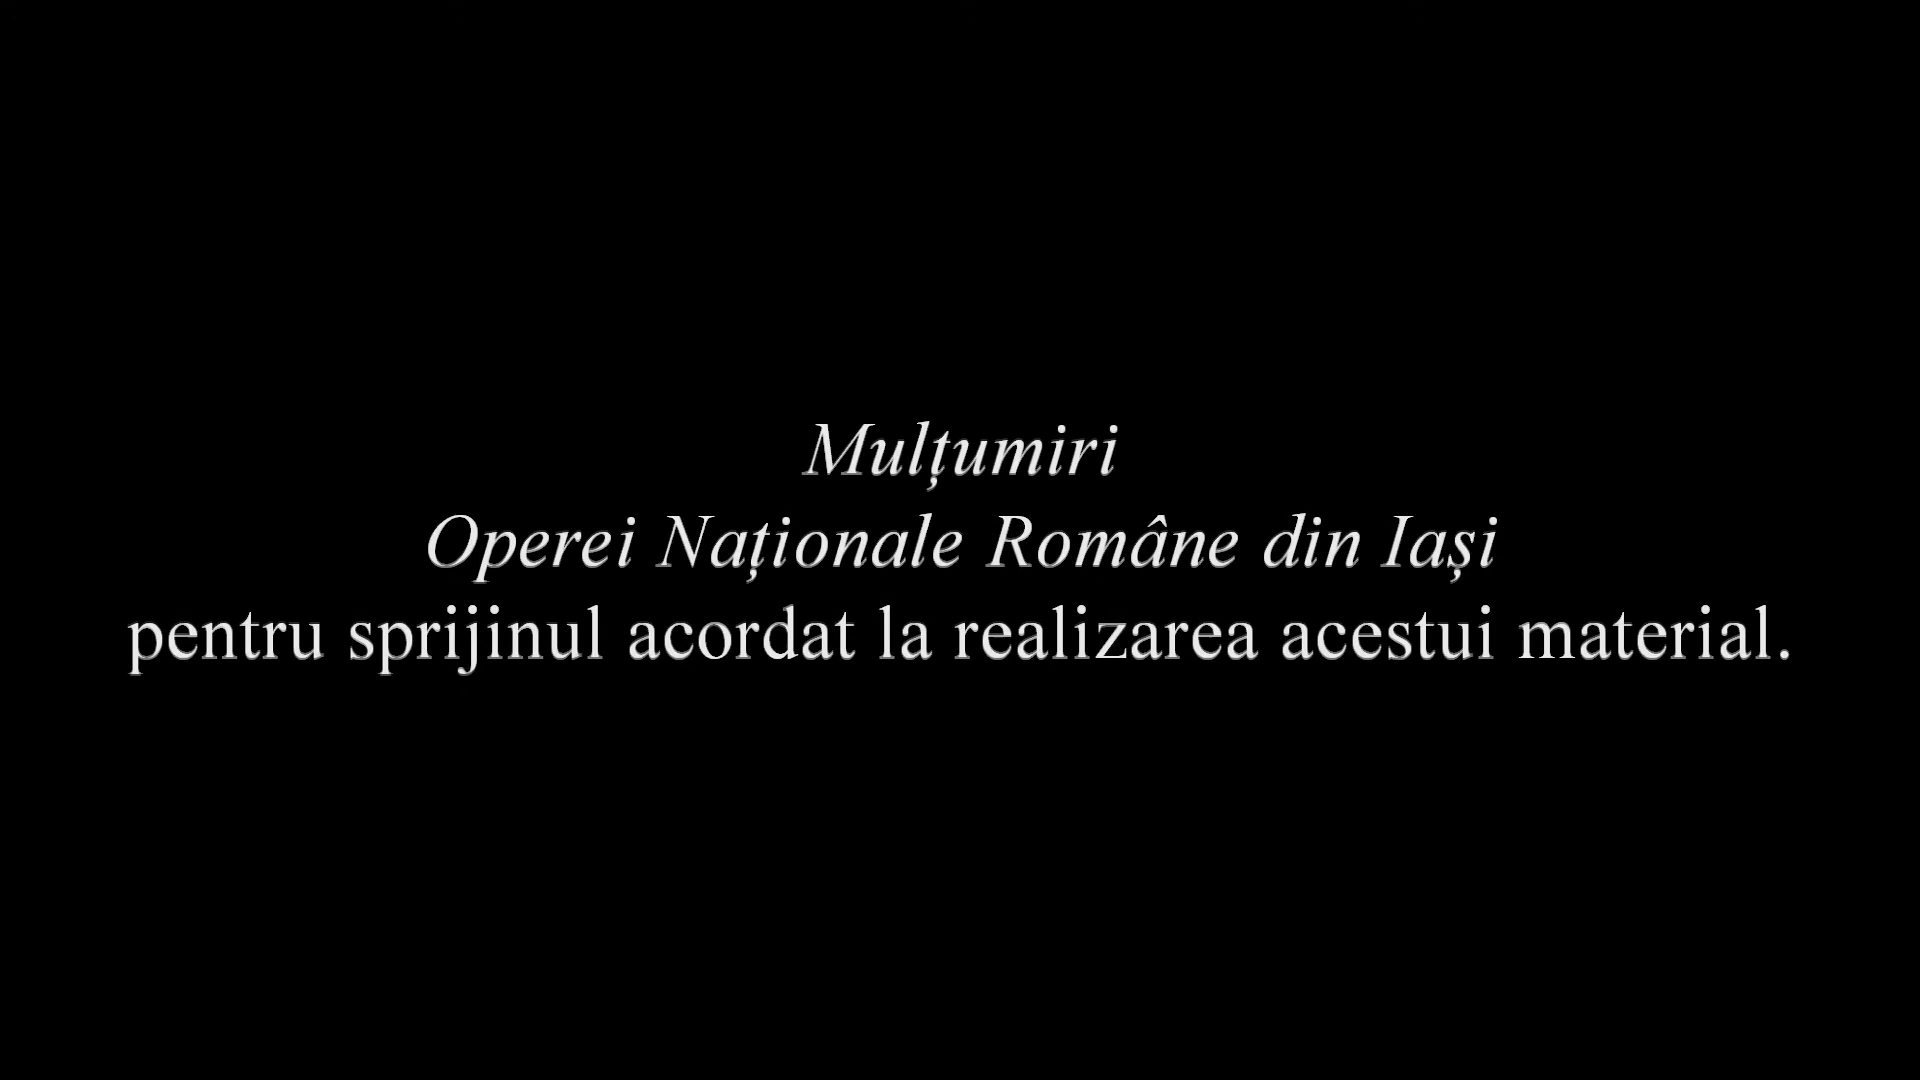 Mulțumiri
Operei Naționale Române din Iași
pentru sprijinul acordat la realizarea acestui material.